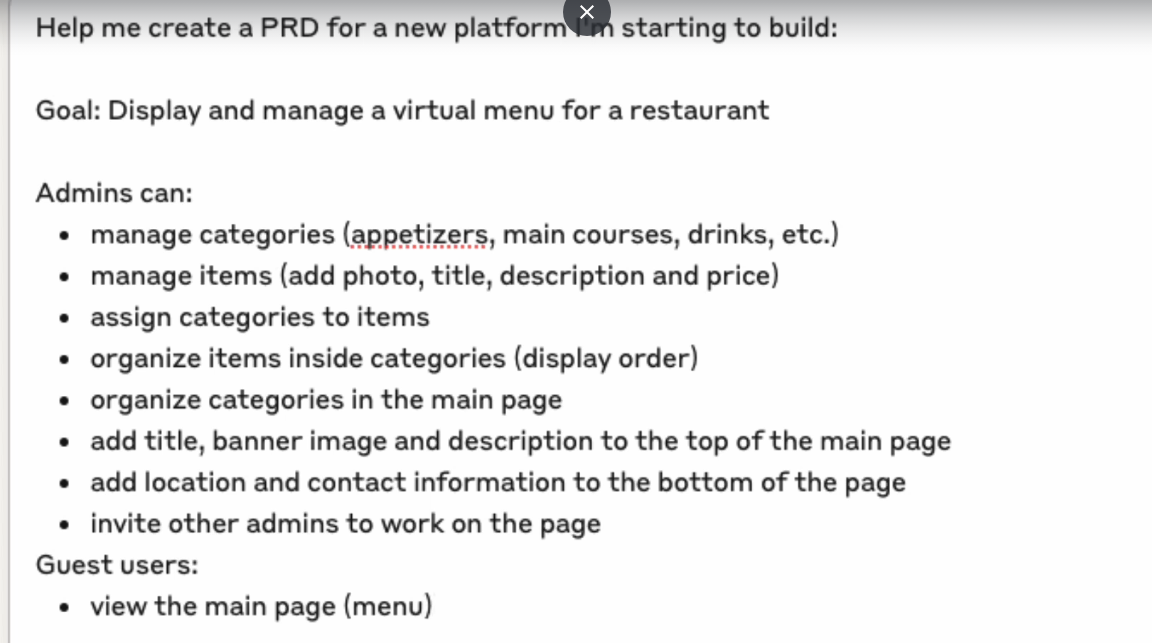 Help me create a PRD for a new platform I'm starting to build:
Goal: Display and manage a virtual menu for a restaurant
Admins can:
• manage categories (appetizers, main courses, drinks, etc.)
• manage items (add photo, title, description and price)
• assign categories to items
• organize items inside categories (display order)
• organize categories in the main page
• add title, banner image and description to the top of the main page
• add location and contact information to the bottom of the page
• invite other admins to work on the page
Guest users:
• view the main page (menu)